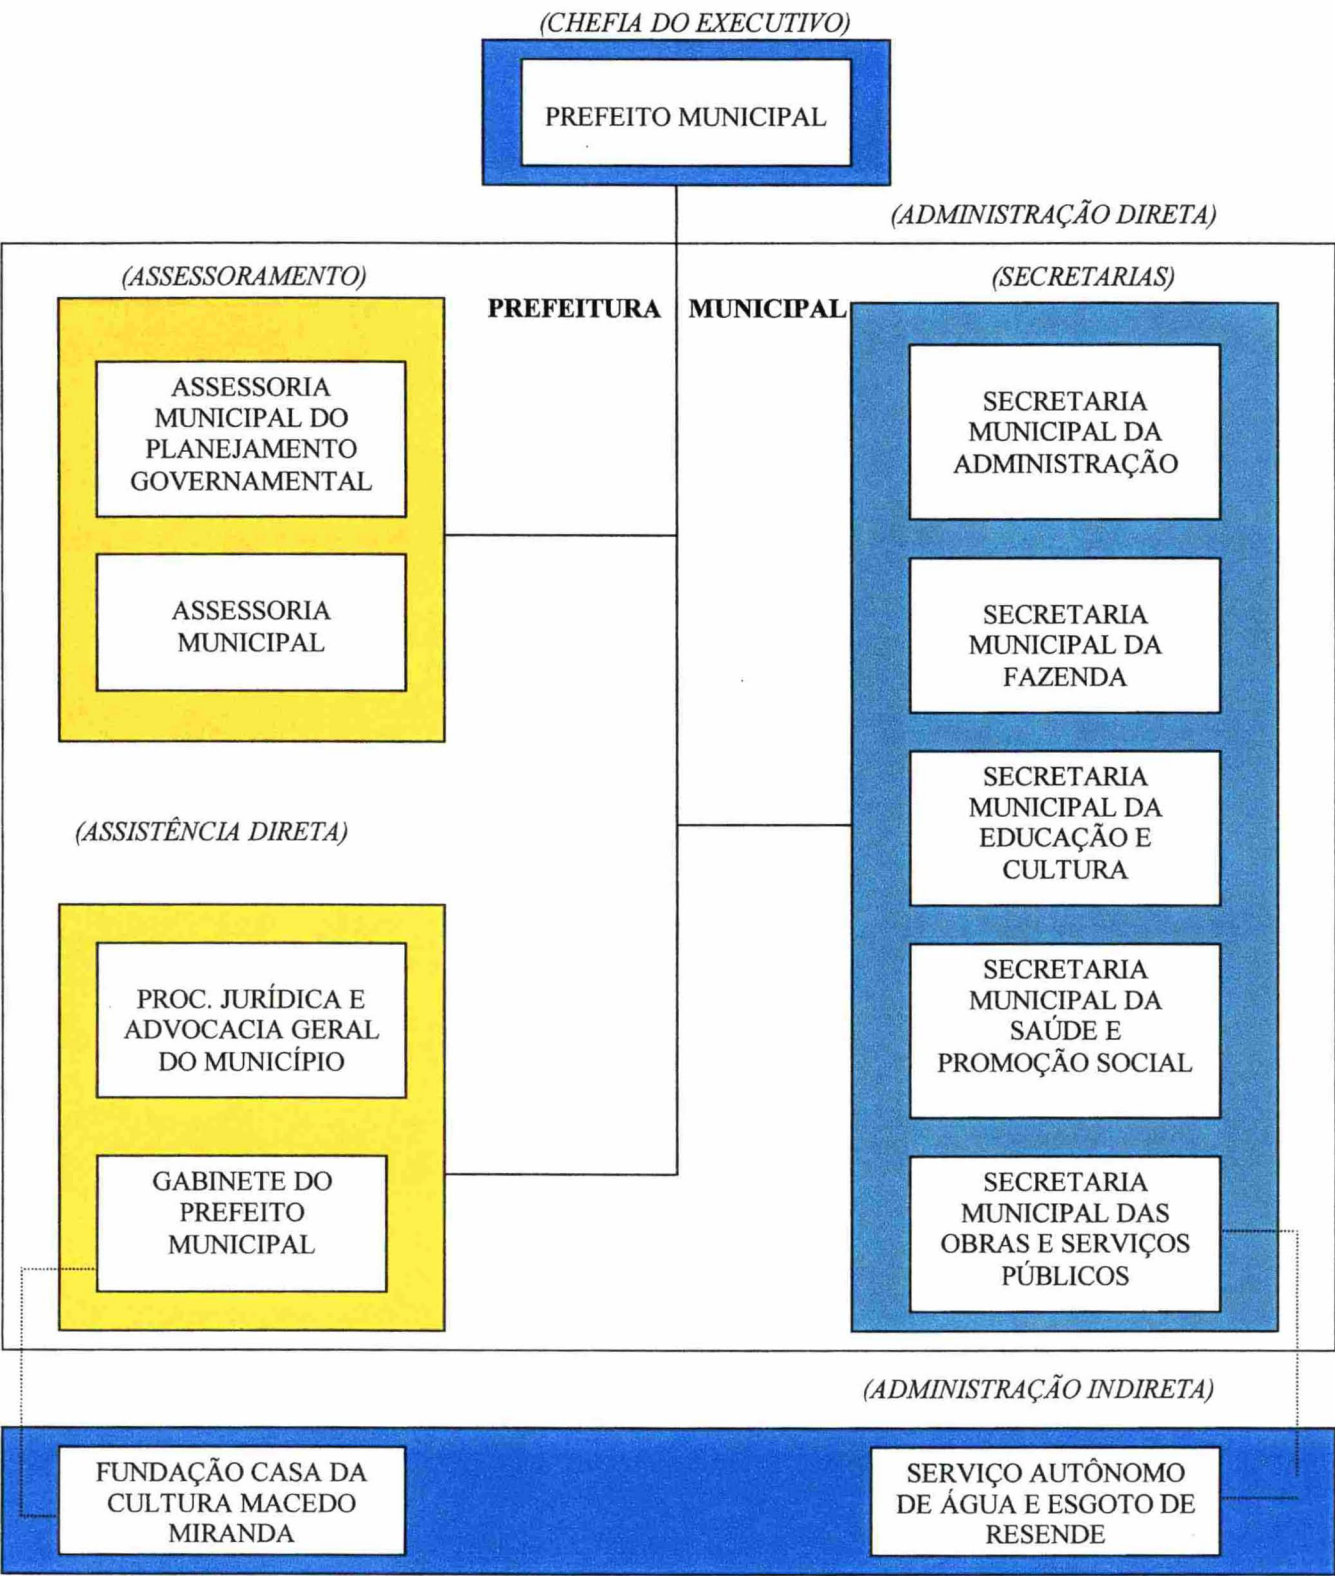 (CHEFIA DO EXECUTIVO)
PREFEITO MUNICIPAL
(ADMINISTRAÇÃO DIRETA)
(ASSESSORAMENTO)
(SECRETARIAS)
PREFEITURA MUNICIPAL
ASSESSORIA
MUNICIPAL DO
PLANEJAMENTO
GOVERNAMENTAL
ASSESSORIA
MUNICIPAL
(ASSISTÊNCIA DIRETA)
PROC. JURÍDICA E
ADVOCACIA GERAL
DO MUNICÍPIO
GABINETE DO
PREFEITO
MUNICIPAL
SECRETARIA
MUNICIPAL DA
ADMINISTRAÇÃO
SECRETARIA
MUNICIPAL DA
FAZENDA
SECRETARIA
MUNICIPAL DA
EDUCAÇÃO E
CULTURA
SECRETARIA
MUNICIPAL DA
SAÚDE E
PROMOÇÃO SOCIAL
SECRETARIA
MUNICIPAL DAS
OBRAS E SERVIÇOS
PÚBLICOS
(ADMINISTRAÇÃO INDIRETA)
FUNDAÇÃO CASA DA
CULTURA MACEDO
MIRANDA
SERVIÇO AUTÔNOMO
DE ÁGUA E ESGOTO DE
RESENDE